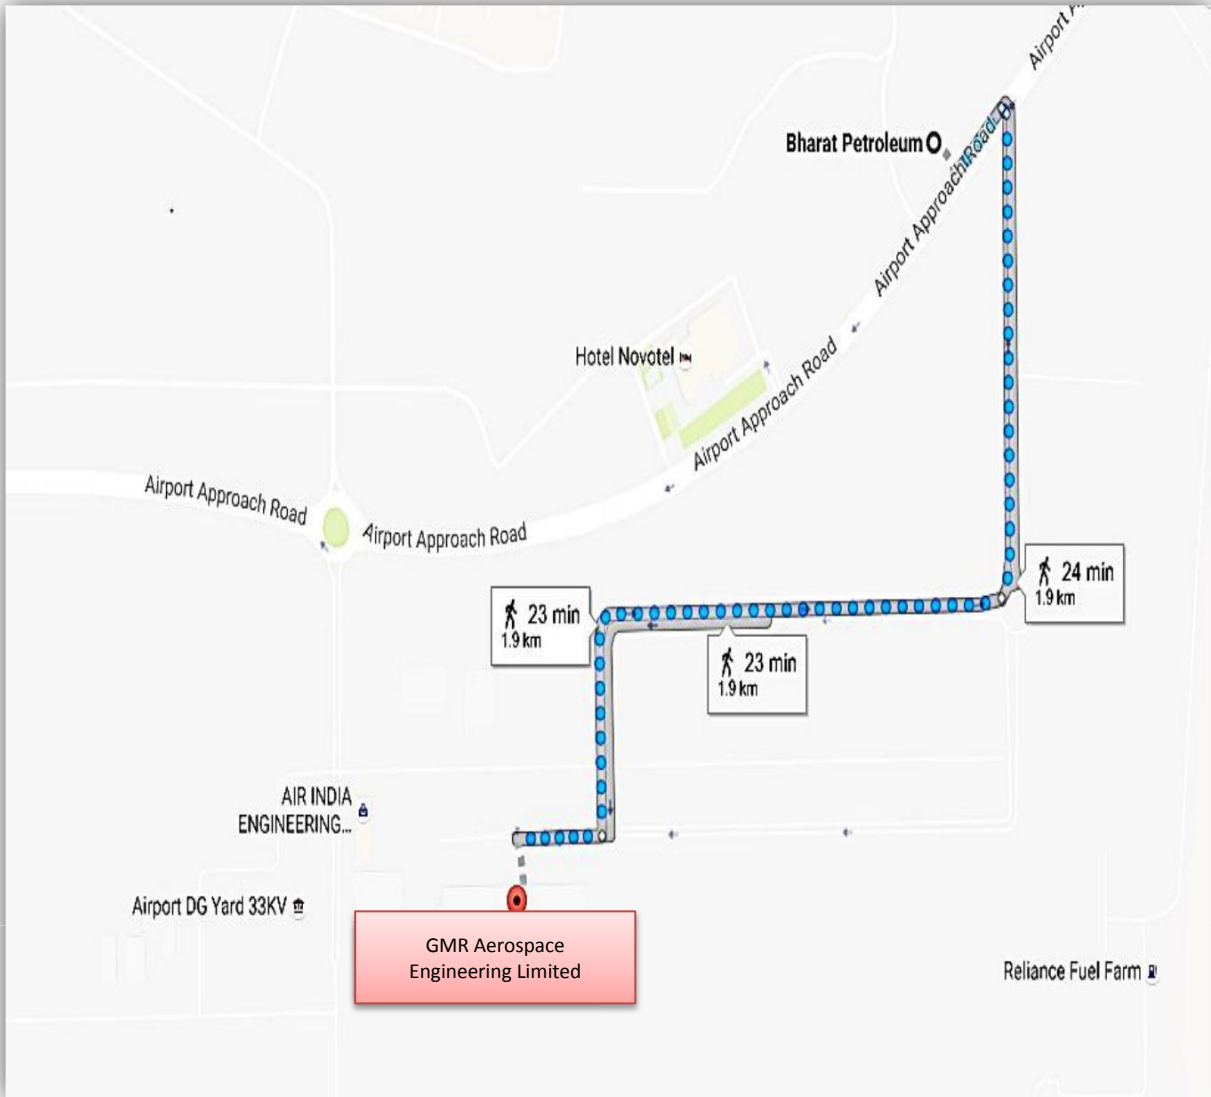 Airport A
Bharat Petroleum
Airport Approach Road
Road
Hotel Novotel
Airport Approach Road
Airport Approach Road
Airport Approach Road
24 min
1.9 km
23 min
1.9 km
23 min
1.9 km
AIR INDIA
ENGINEERING...
Airport DG Yard 33KV
GMR Aerospace
Engineering Limited
Reliance Fuel Farm